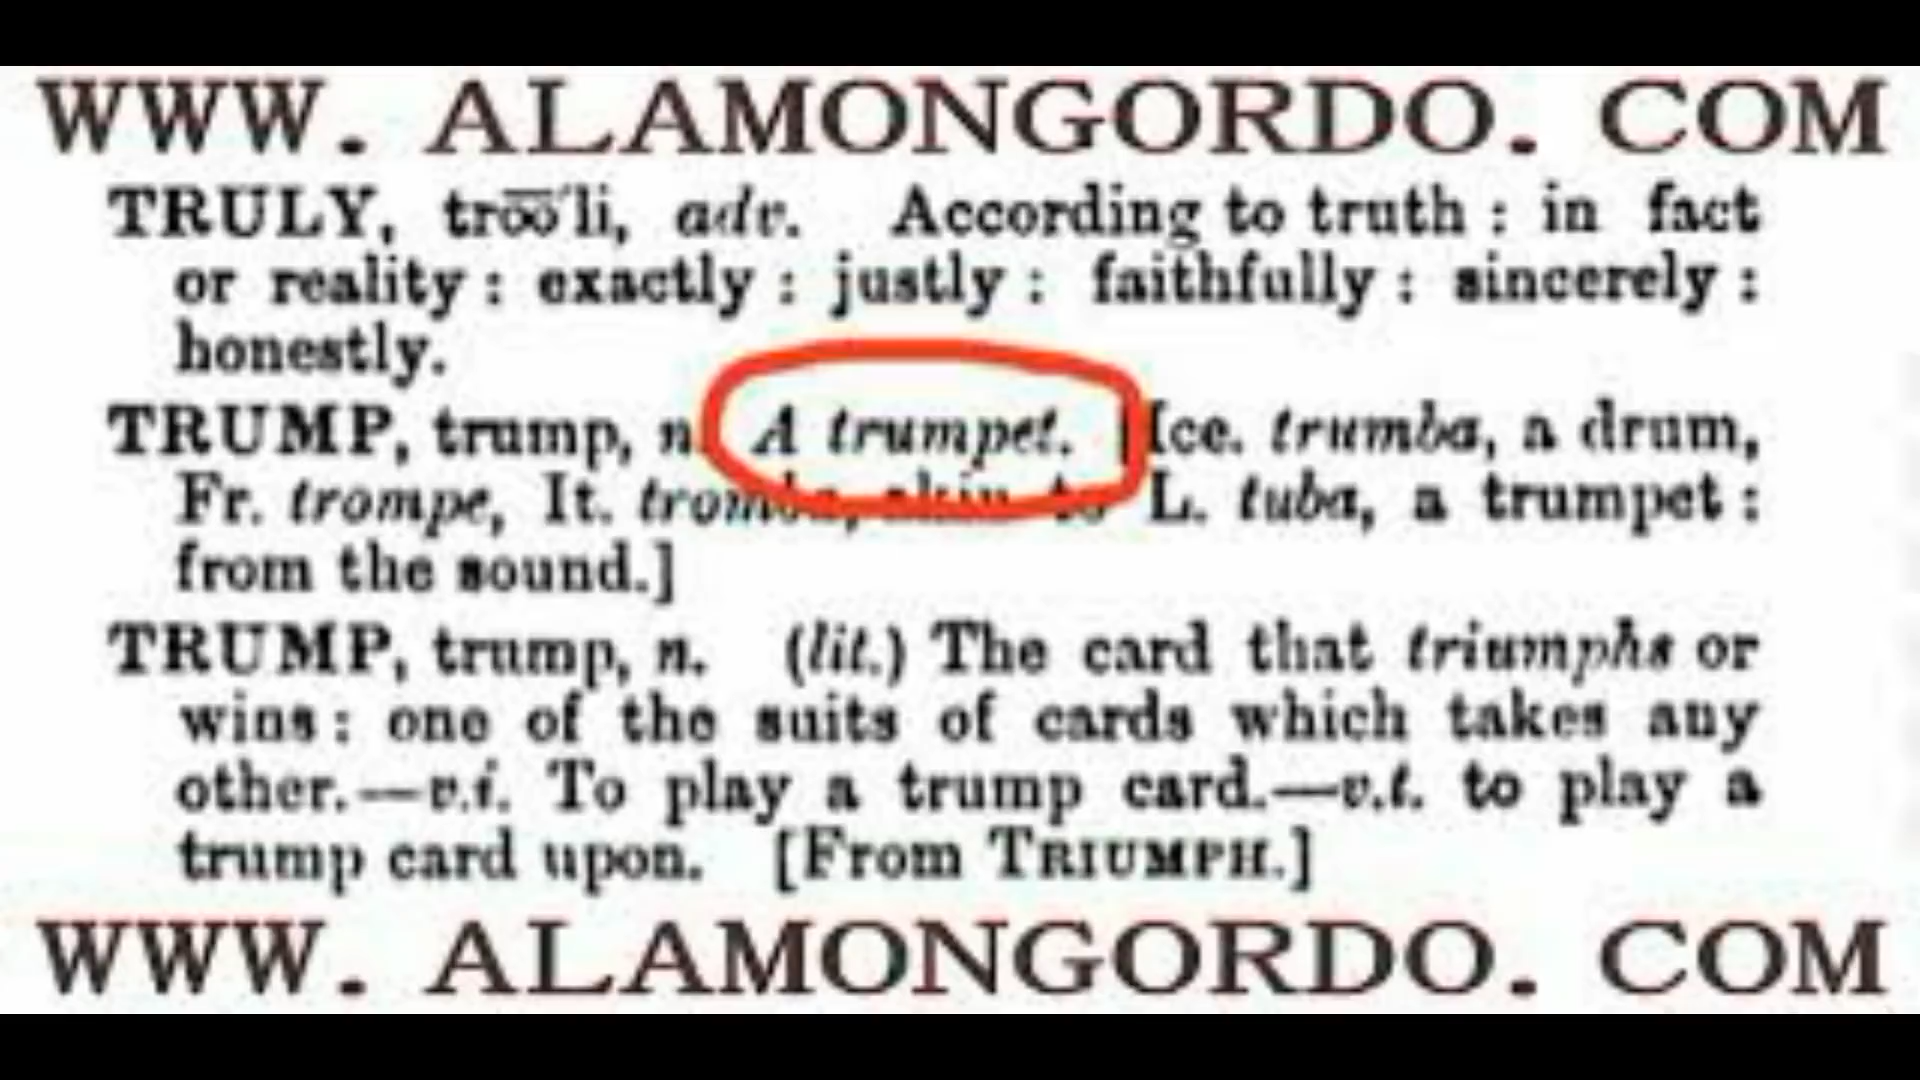 WWW. ALAMONGORDO. COM
TRULY, trōō'li, adv. According to truth : in fact
or reality : exactly : justly : faithfully : sincerely :
honestly.
TRUMP, trump, n. A trumpet. [Ice. trumba, a drum,
Fr. trompe, It. tromba, akin to L. tuba, a trumpet :
from the sound.]
TRUMP, trump, n. (lit.) The card that triumphs or
wins : one of the suits of cards which takes any
other.—v.i. To play a trump card.—v.t. to play a
trump card upon. [From TRIUMPH.]
WWW. ALAMONGORDO. COM